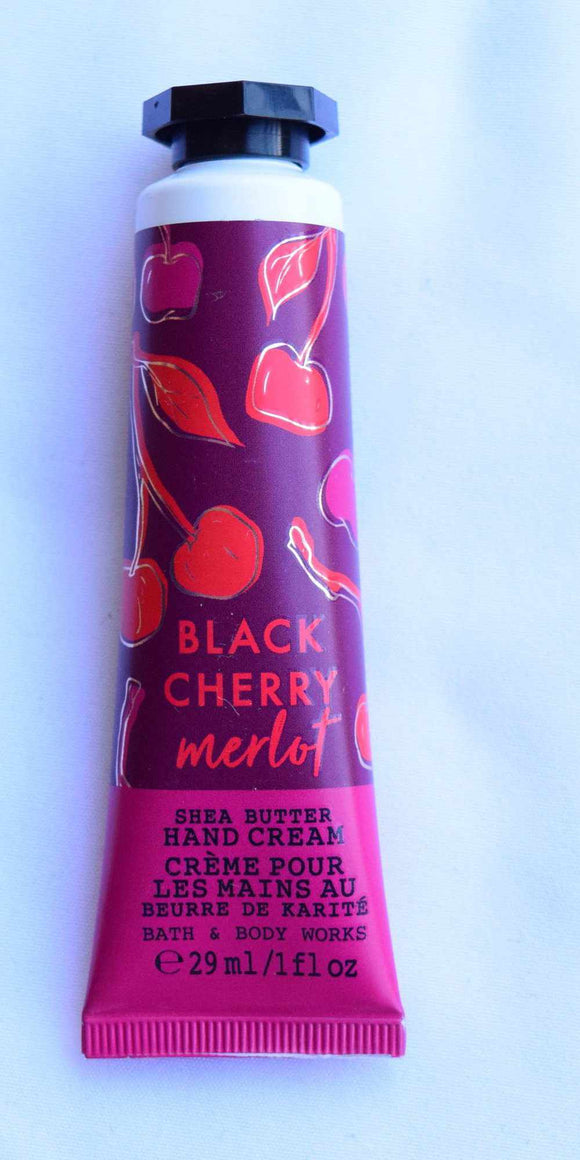 BLACK
CHERRY
merlot
SHEA BUTTER
HAND CREAM
CRÈME POUR
LES MAINS AU
BEURRE DE KARITÉ
BATH & BODY WORKS
℮ 29 ml/1 fl oz